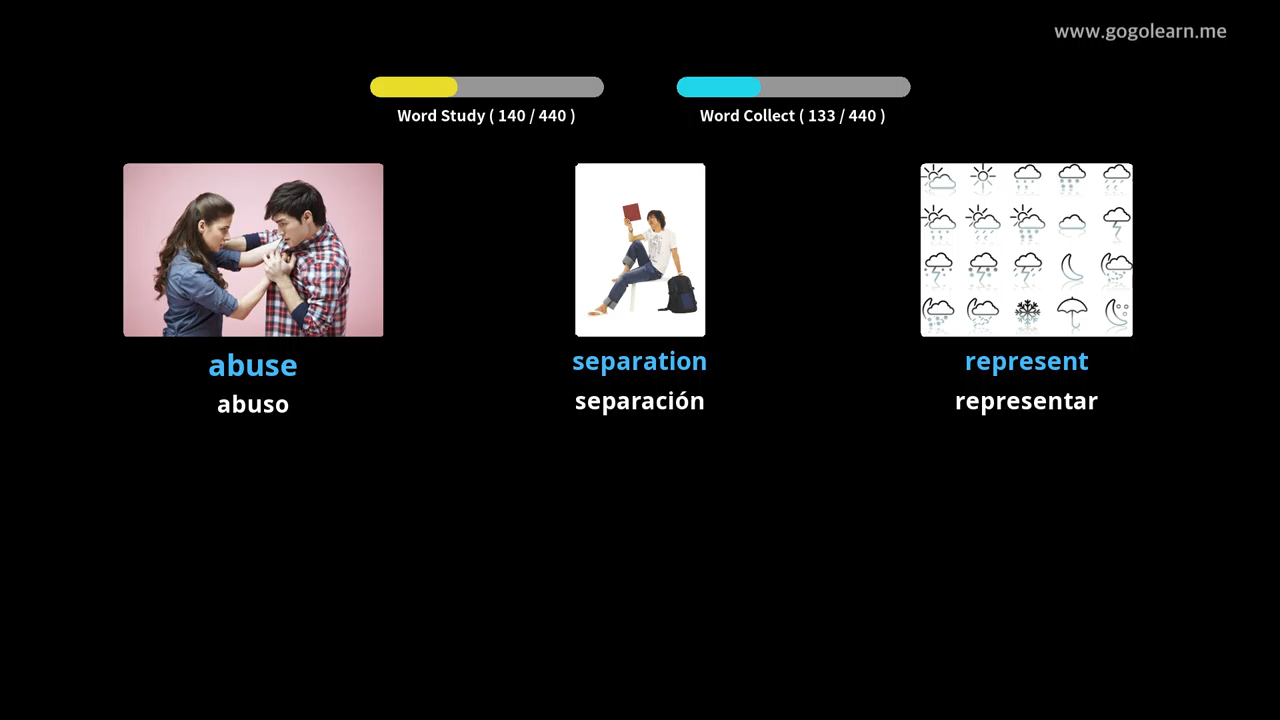 www.gogolearn.me
Word Study ( 140 / 440 )
Word Collect ( 133 / 440 )
abuse
abuso
separation
separación
represent
representar